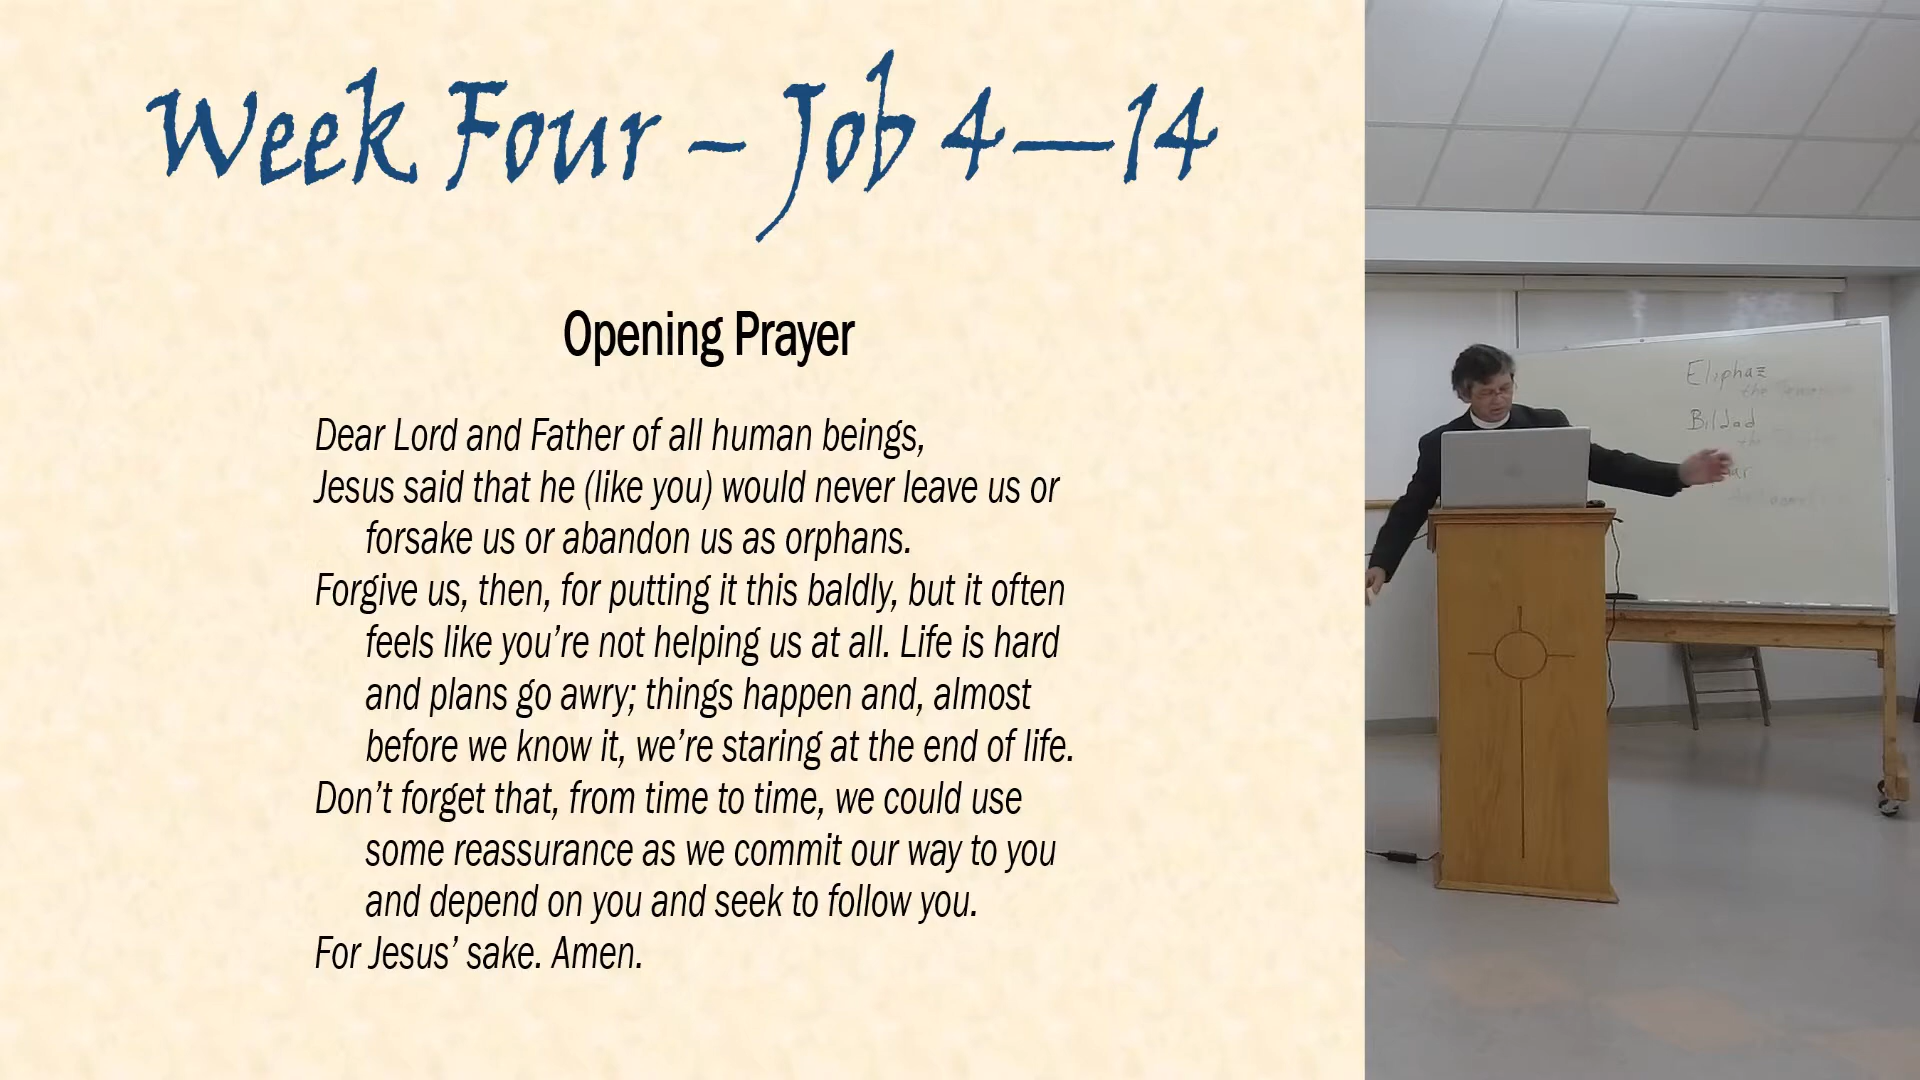 Week Four – Job 4—14
Opening Prayer
Dear Lord and Father of all human beings,
Jesus said that he (like you) would never leave us or
forsake us or abandon us as orphans.
Forgive us, then, for putting it this baldly, but it often
feels like you’re not helping us at all. Life is hard
and plans go awry; things happen and, almost
before we know it, we’re staring at the end of life.
Don’t forget that, from time to time, we could use
some reassurance as we commit our way to you
and depend on you and seek to follow you.
For Jesus’ sake. Amen.
Eliphaz
the
Bildad
the